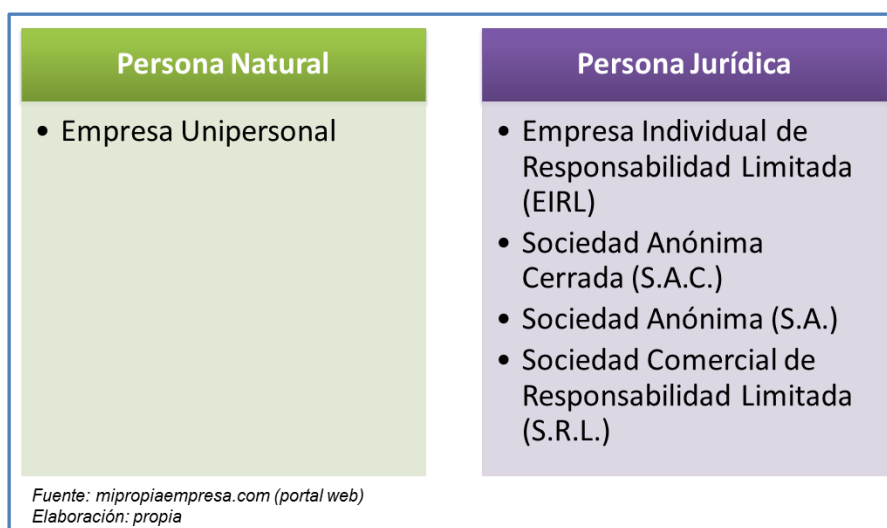 Persona Natural
• Empresa Unipersonal
Persona Jurídica
• Empresa Individual de
Responsabilidad Limitada
(EIRL)
• Sociedad Anónima
Cerrada (S.A.C.)
• Sociedad Anónima (S.A.)
• Sociedad Comercial de
Responsabilidad Limitada
(S.R.L.)
Fuente: mipropiaempresa.com (portal web)
Elaboración: propia